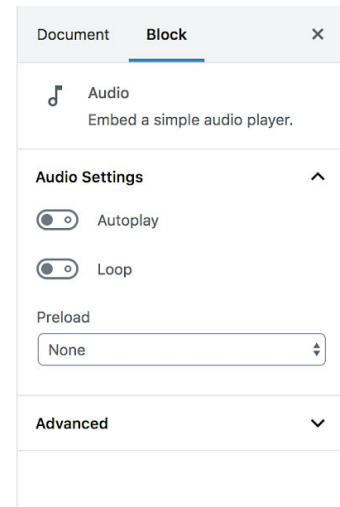 Document Block
Audio
Embed a simple audio player.
Audio Settings
Autoplay
Loop
Preload
None
Advanced